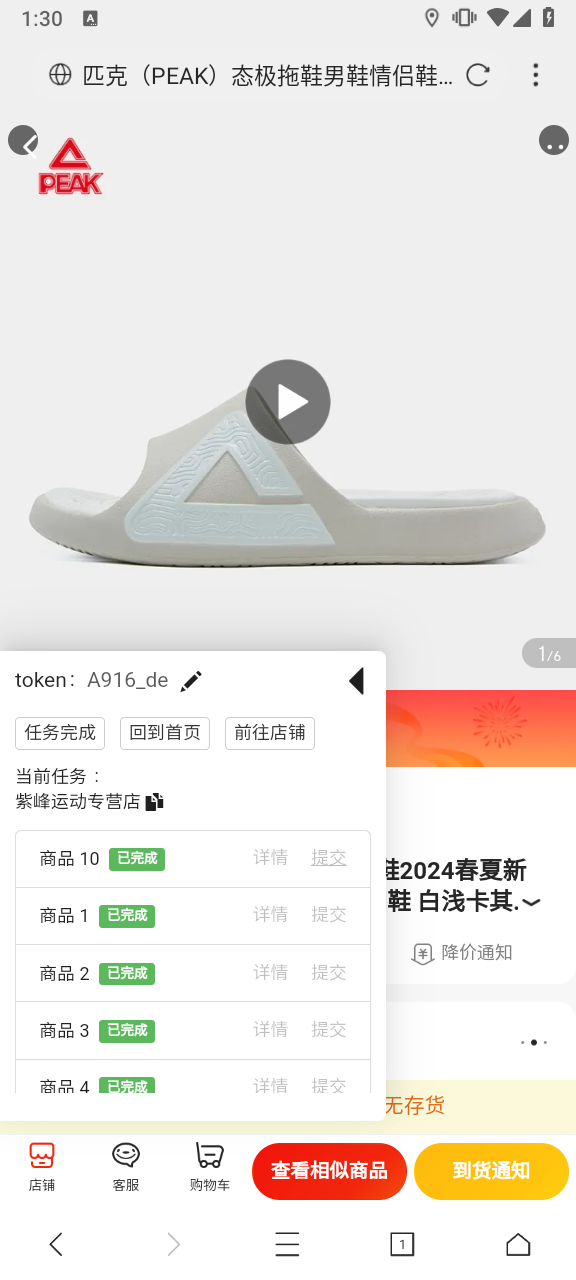 1:30
A
匹克（PEAK）态极拖鞋男鞋情侣鞋...
PEAK
1/6
token： A916_de
任务完成 回到首页 前往店铺
当前任务：
紫峰运动专营店
商品 10 已完成 详情 提交
商品 1 已完成 详情 提交
商品 2 已完成 详情 提交
商品 3 已完成 详情 提交
商品 4 已完成 详情 提交
鞋2024春夏新
鞋 白浅卡其.
降价通知
无存货
店铺 客服 购物车 查看相似商品 到货通知
1